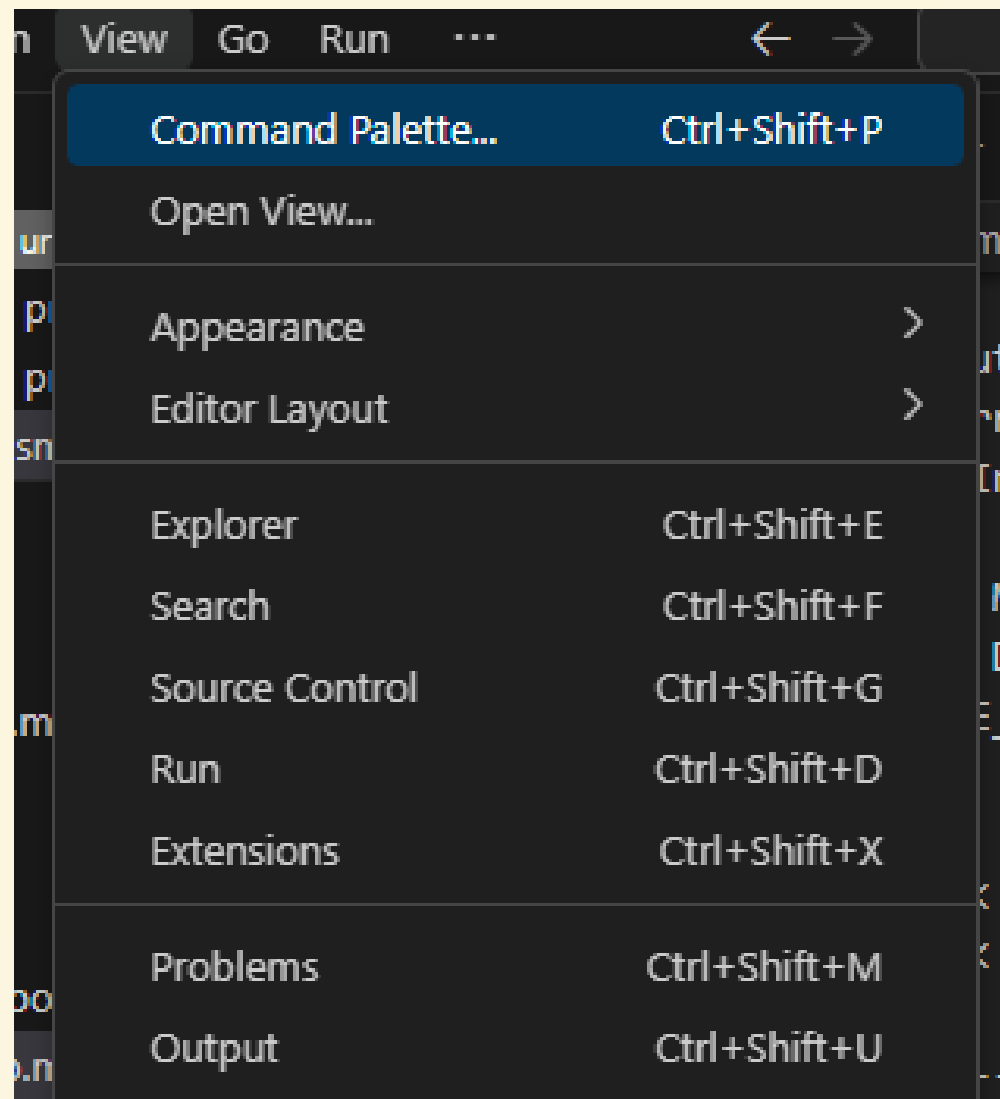 View Go Run ...
Command Palette... Ctrl+Shift+P
Open View...
Appearance
Editor Layout
Explorer Ctrl+Shift+E
Search Ctrl+Shift+F
Source Control Ctrl+Shift+G
Run Ctrl+Shift+D
Extensions Ctrl+Shift+X
Problems Ctrl+Shift+M
Output Ctrl+Shift+U